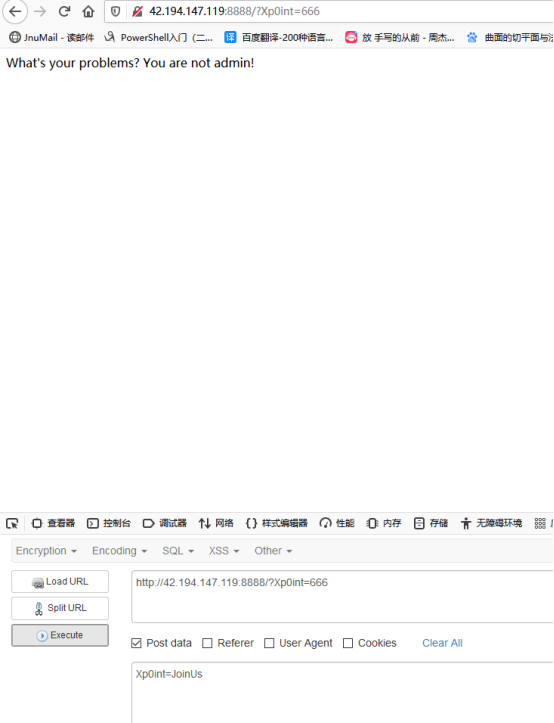 42.194.147.119:8888/?Xp0int=666
JnuMail - 读邮件 PowerShell入门（二... 百度翻译-200种语言... 放 手写的从前 - 周杰... 曲面的切平面与法
What's your problems? You are not admin!
查看器 控制台 调试器 网络 样式编辑器 性能 内存 存储 无障碍环境
Encryption Encoding SQL XSS Other
Load URL http://42.194.147.119:8888/?Xp0int=666
Split URL
Execute
Post data Referer User Agent Cookies Clear All
Xp0int=JoinUs